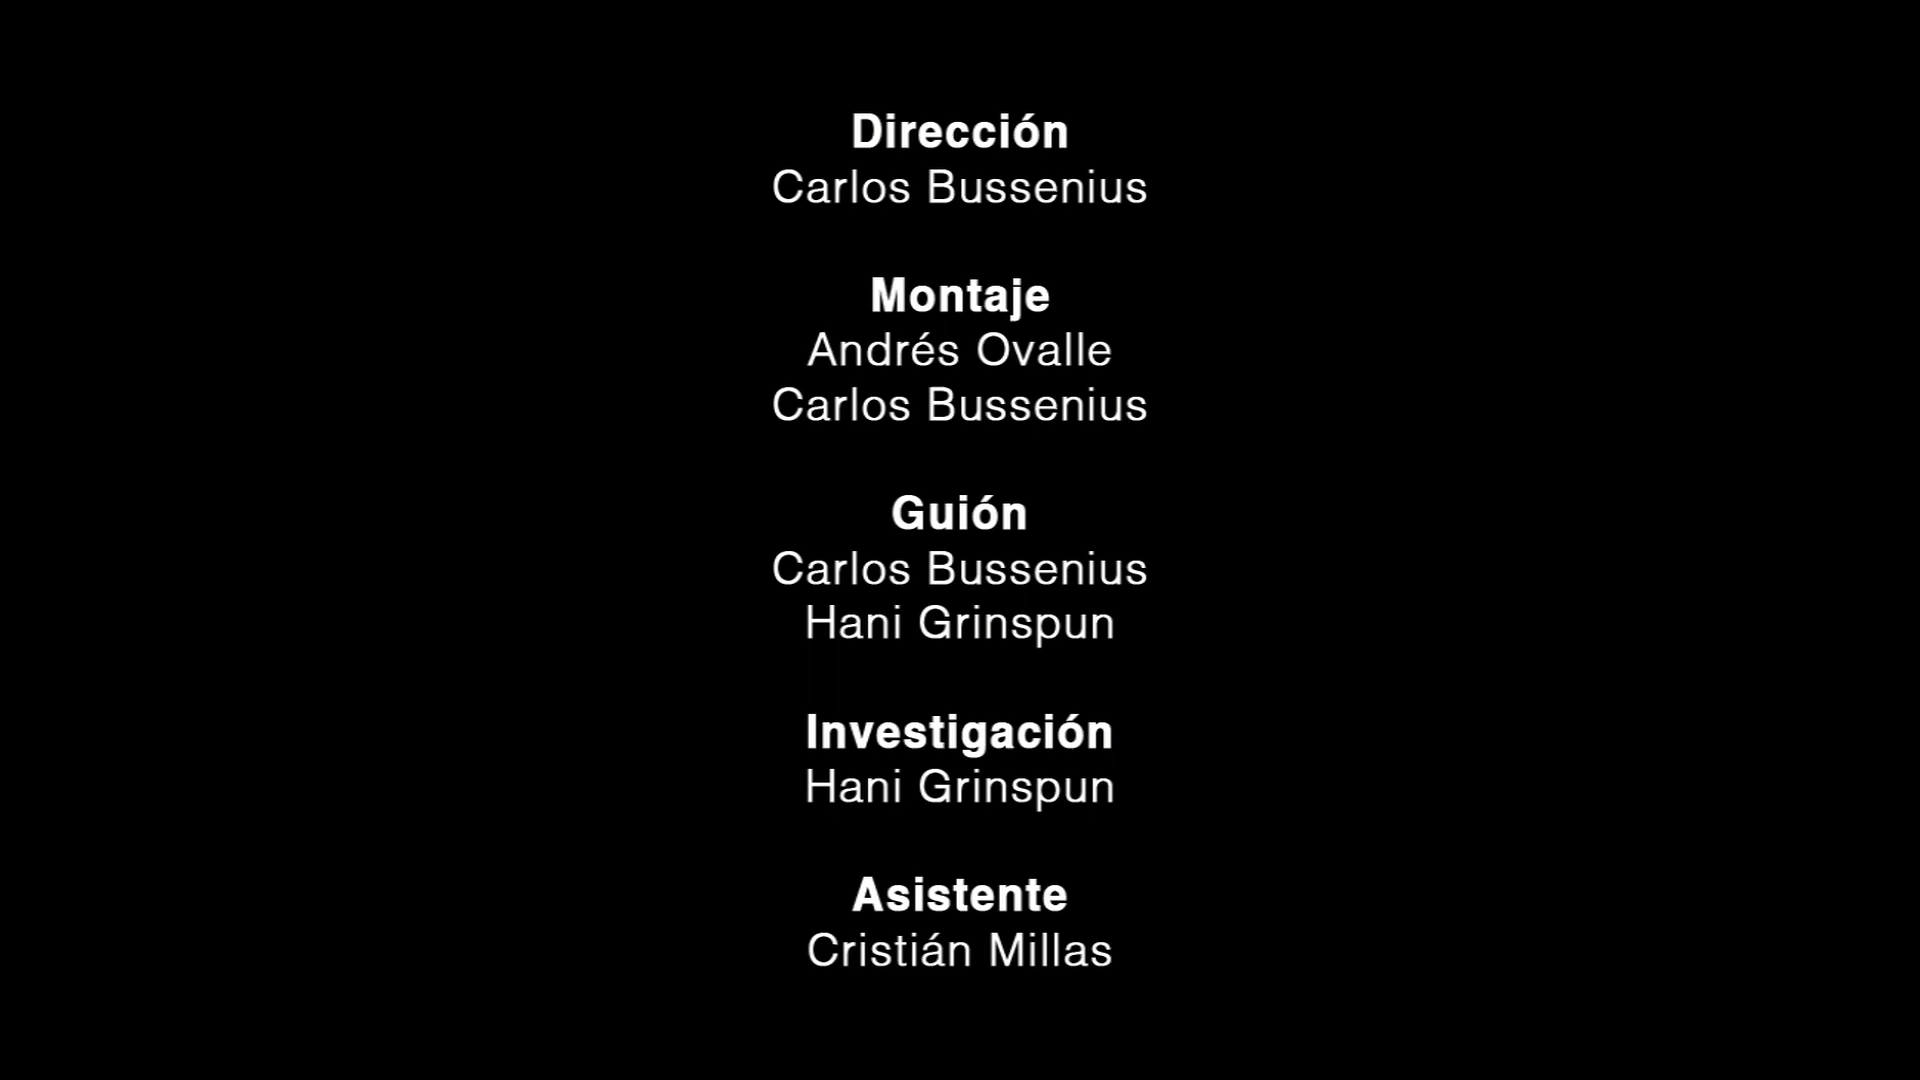 Dirección
Carlos Bussenius
Montaje
Andrés Ovalle
Carlos Bussenius
Guión
Carlos Bussenius
Hani Grinspun
Investigación
Hani Grinspun
Asistente
Cristián Millas